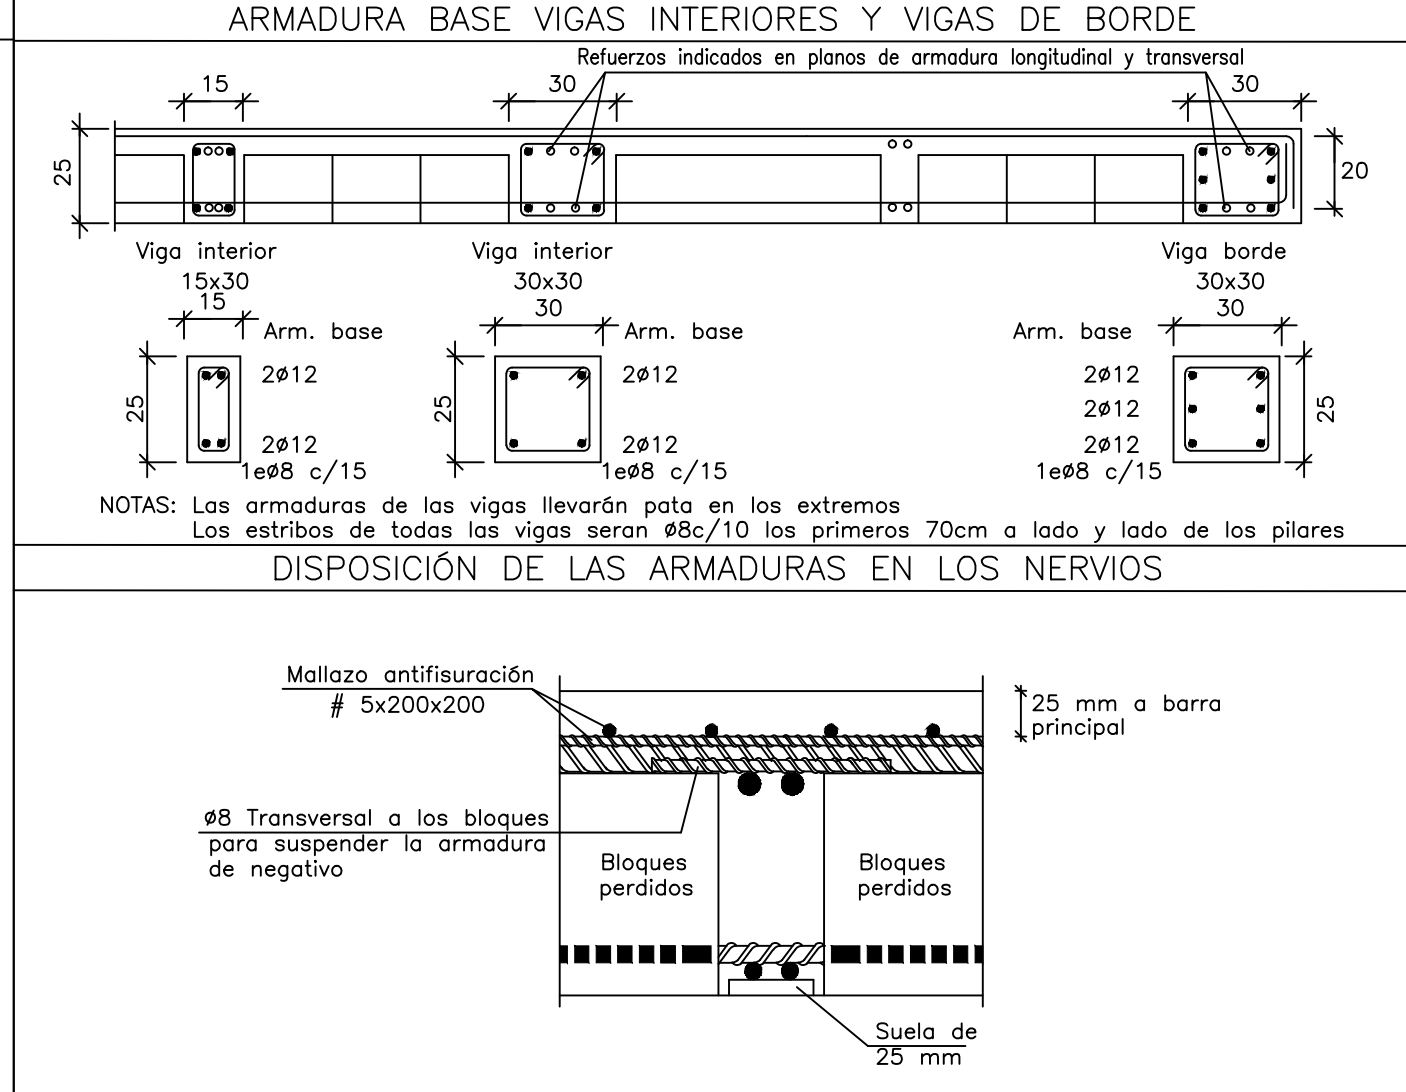 ARMADURA BASE VIGAS INTERIORES Y VIGAS DE BORDE
Refuerzos indicados en planos de armadura longitudinal y transversal
15
30
30
25
20
Viga interior
15x30
Viga interior
30x30
Viga borde
30x30
15
Arm. base
30
Arm. base
Arm. base
30
25
2ø12
2ø12
1eø8 c/15
25
2ø12
2ø12
1eø8 c/15
2ø12
2ø12
2ø12
1eø8 c/15
25
NOTAS: Las armaduras de las vigas llevarán pata en los extremos
Los estribos de todas las vigas seran ø8c/10 los primeros 70cm a lado y lado de los pilares
DISPOSICIÓN DE LAS ARMADURAS EN LOS NERVIOS
Mallazo antifisuración
# 5x200x200
25 mm a barra
principal
ø8 Transversal a los bloques
para suspender la armadura
de negativo
Bloques
perdidos
Bloques
perdidos
Suela de
25 mm